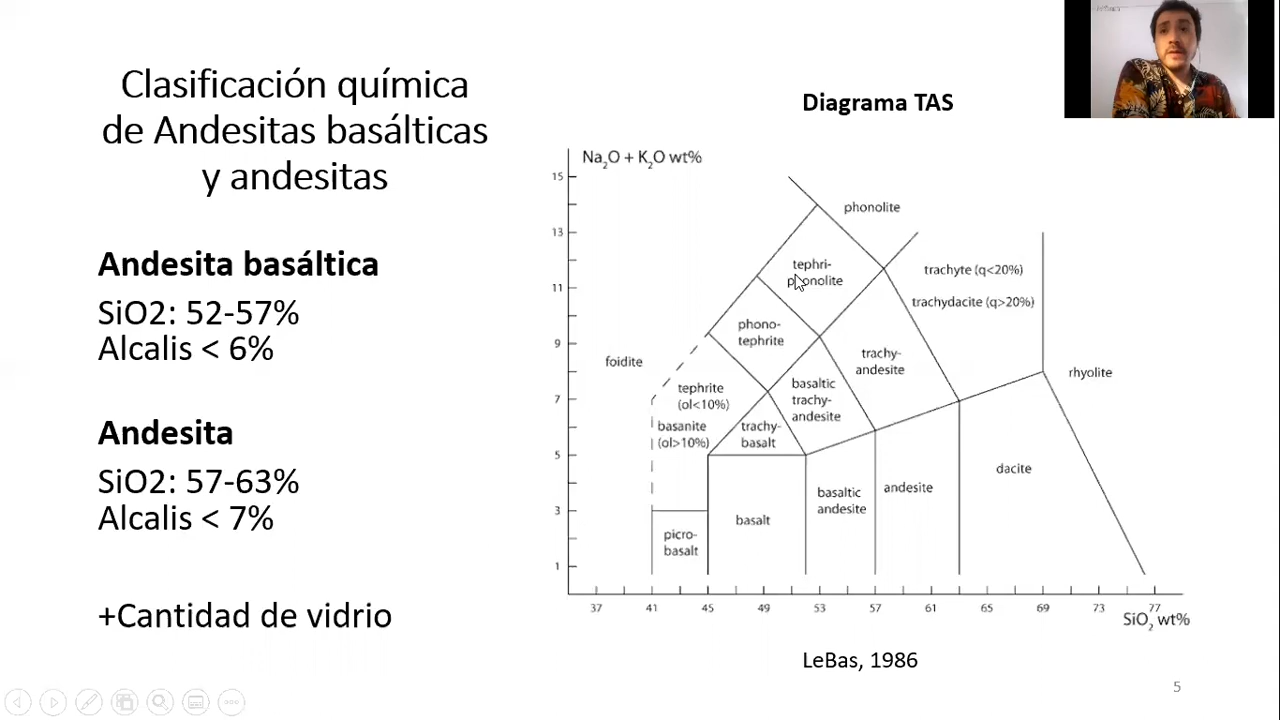 Clasificación química
de Andesitas basálticas
y andesitas
Andesita basáltica
SiO2: 52-57%
Alcalis < 6%
Andesita
SiO2: 57-63%
Alcalis < 7%
+Cantidad de vidrio
Diagrama TAS
Na₂O + K₂O wt%
15
13
11
9
7
5
3
1
phonolite
tephri-
phonolite
trachyte (q<20%)
trachydacite (q>20%)
phono-
tephrite
foidite
trachy-
andesite
rhyolite
tephrite
(ol<10%)
basanite
(ol>10%)
basaltic
trachy-
andesite
trachy-
basalt
dacite
basaltic
andesite
andesite
basalt
picro-
basalt
37 41 45 49 53 57 61 65 69 73 77
SiO₂ wt%
LeBas, 1986
5